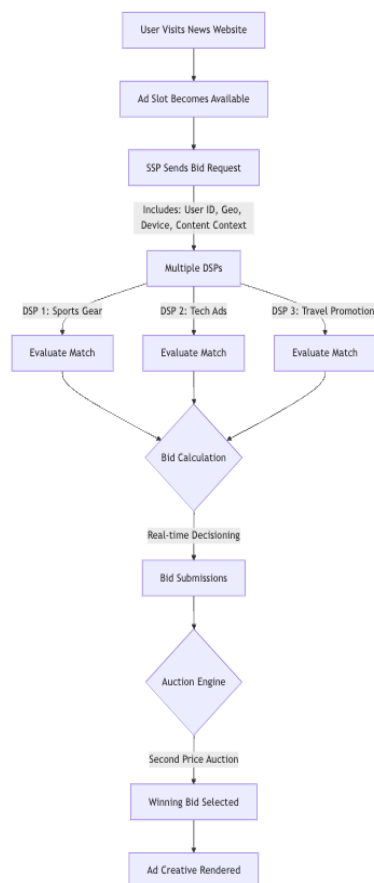 User Visits News Website
Ad Slot Becomes Available
SSP Sends Bid Request
Includes: User ID, Geo,
Device, Content Context
Multiple DSPs
DSP 1: Sports Gear
DSP 2: Tech Ads
DSP 3: Travel Promotion
Evaluate Match
Evaluate Match
Evaluate Match
Bid Calculation
Real-time Decisioning
Bid Submissions
Auction Engine
Second Price Auction
Winning Bid Selected
Ad Creative Rendered